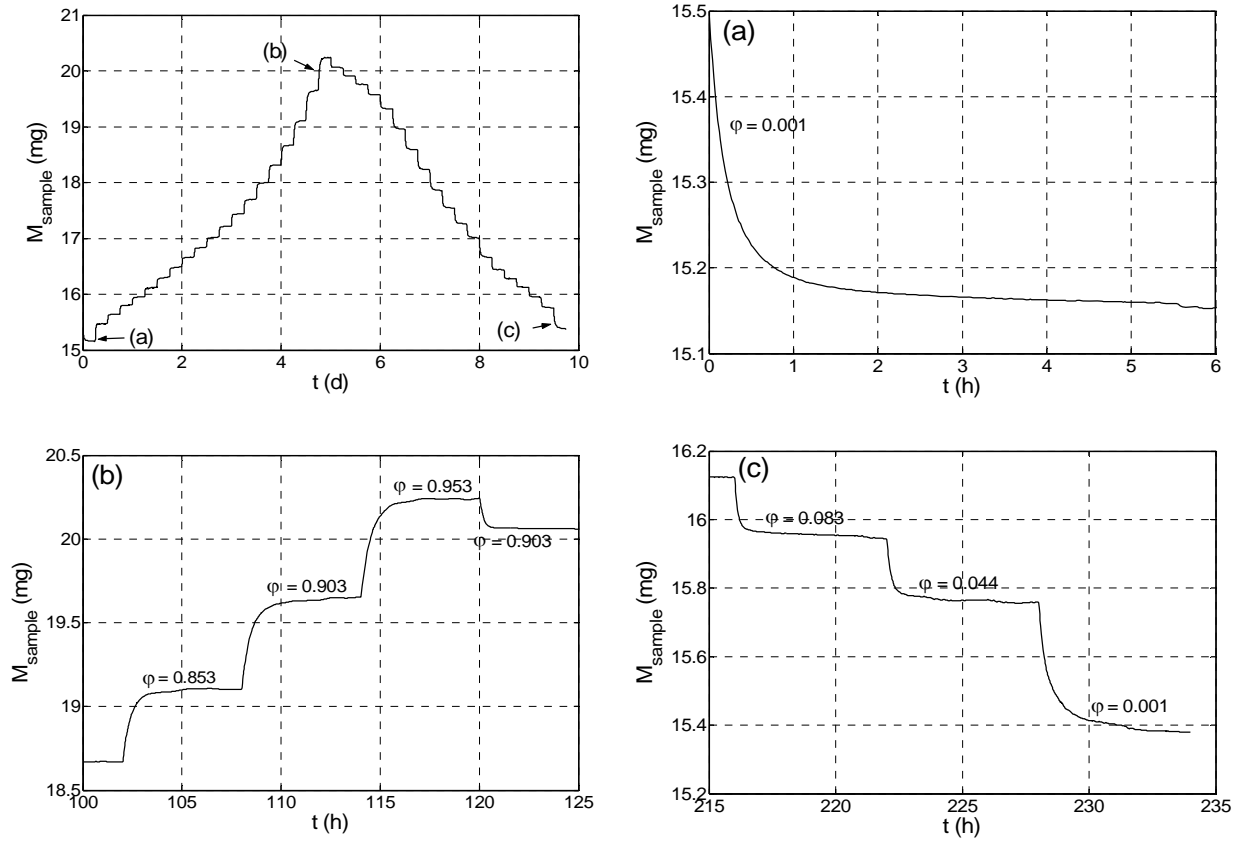 21
20
19
18
17
16
15
M_sample (mg)
(b)
(a)
(c)
0 2 4 6 8 10
t (d)
15.5
15.4
15.3
15.2
15.1
M_sample (mg)
(a)
φ = 0.001
0 1 2 3 4 5 6
t (h)
20.5
20
19.5
19
18.5
M_sample (mg)
(b)
φ = 0.953
φ = 0.903
φ = 0.903
φ = 0.853
100 105 110 115 120 125
t (h)
16.2
16
15.8
15.6
15.4
15.2
M_sample (mg)
(c)
φ = 0.083
φ = 0.044
φ = 0.001
215 220 225 230 235
t (h)